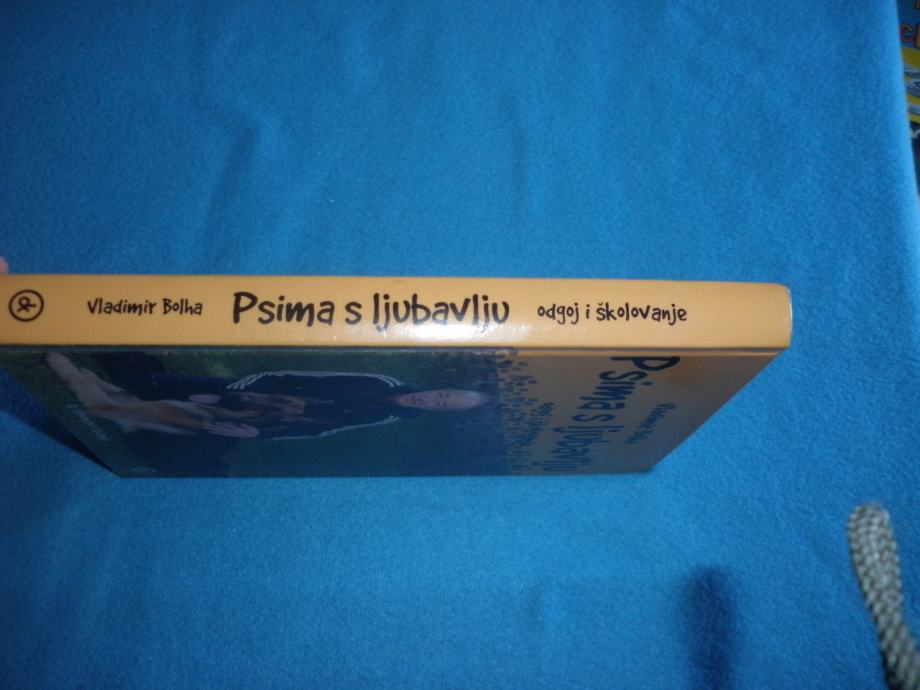 Vladimir Bolha Psima s ljubavlju odgoj i školovanje
Psima s ljubavlju